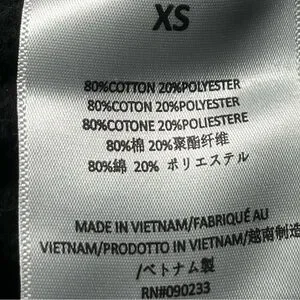 XS
80%COTTON 20%POLYESTER
80%COTON 20%POLYESTER
80%COTONE 20%POLIESTERE
80%棉 20%聚酯纤维
80%綿 20% ポリエステル
MADE IN VIETNAM/FABRIQUÉ AU
VIETNAM/PRODOTTO IN VIETNAM/越南制造
/ベトナム製
RN#090233